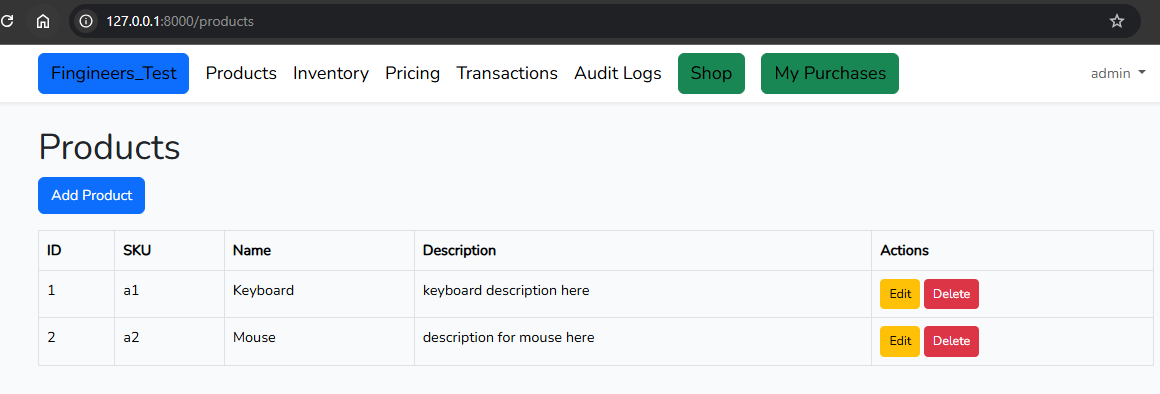 127.0.0.1:8000/products
Fingineers_Test Products Inventory Pricing Transactions Audit Logs Shop My Purchases admin
Products
Add Product
ID SKU Name Description Actions
1 a1 Keyboard keyboard description here Edit Delete
2 a2 Mouse description for mouse here Edit Delete